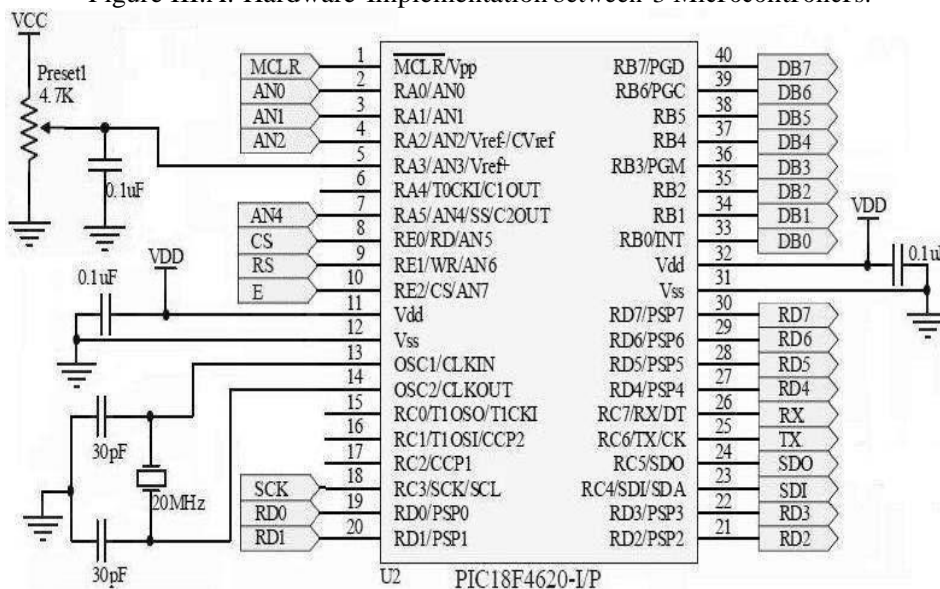 Figure III.A. Hardware Implementation between 3 Microcontrollers.
VCC
Preset1
4.7K
0.1uF
VDD
0.1uF
30pF
20MHz
30pF
MCLR
AN0
AN1
AN2
AN4
CS
RS
E
SCK
RD0
RD1
1
2
3
4
5
6
7
8
9
10
11
12
13
14
15
16
17
18
19
20
MCLR/Vpp
RA0/AN0
RA1/AN1
RA2/AN2/Vref-/CVref
RA3/AN3/Vref+
RA4/T0CKI/C1OUT
RA5/AN4/SS/C2OUT
RE0/RD/AN5
RE1/WR/AN6
RE2/CS/AN7
Vdd
Vss
OSC1/CLKIN
OSC2/CLKOUT
RC0/T1OSO/T1CKI
RC1/T1OSI/CCP2
RC2/CCP1
RC3/SCK/SCL
RD0/PSP0
RD1/PSP1
RB7/PGD
RB6/PGC
RB5
RB4
RB3/PGM
RB2
RB1
RB0/INT
Vdd
Vss
RD7/PSP7
RD6/PSP6
RD5/PSP5
RD4/PSP4
RC7/RX/DT
RC6/TX/CK
RC5/SDO
RC4/SDI/SDA
RD3/PSP3
RD2/PSP2
40
39
38
37
36
35
34
33
32
31
30
29
28
27
26
25
24
23
22
21
DB7
DB6
DB5
DB4
DB3
DB2
DB1
DB0
RD7
RD6
RD5
RD4
RX
TX
SDO
SDI
RD3
RD2
VDD
U2
PIC18F4620-I/P